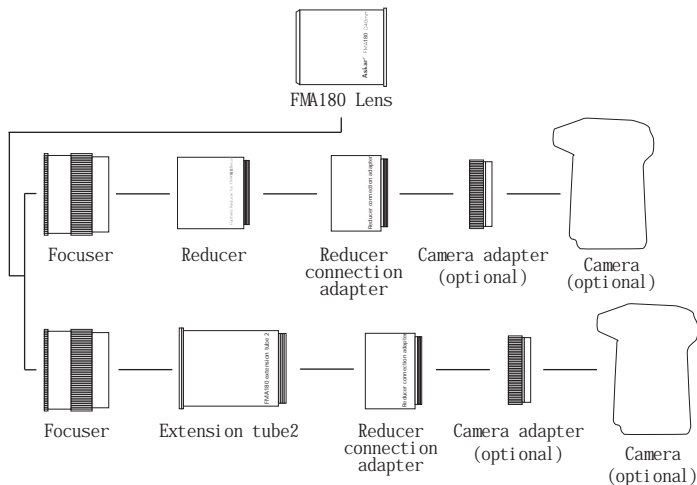 Askar® FMA180 D40mm
FMA180 Lens
Reducer connection adapter
Focuser
Reducer
Reducer
connection
adapter
Camera adapter
(optional)
Camera
(optional)
FMA180 extension tube 2
Reducer connection adapter
Focuser
Extension tube2
Reducer
connection
adapter
Camera adapter
(optional)
Camera
(optional)